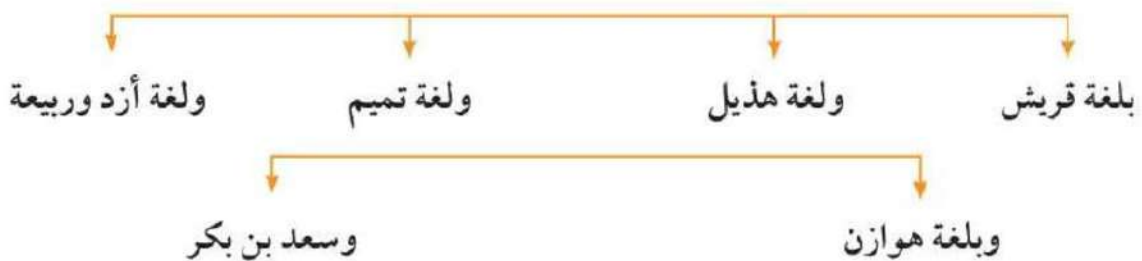 بلغة قريش ولغة هذيل ولغة تميم ولغة أزد وربيعة
وبلغة هوازن وسعد بن بكر